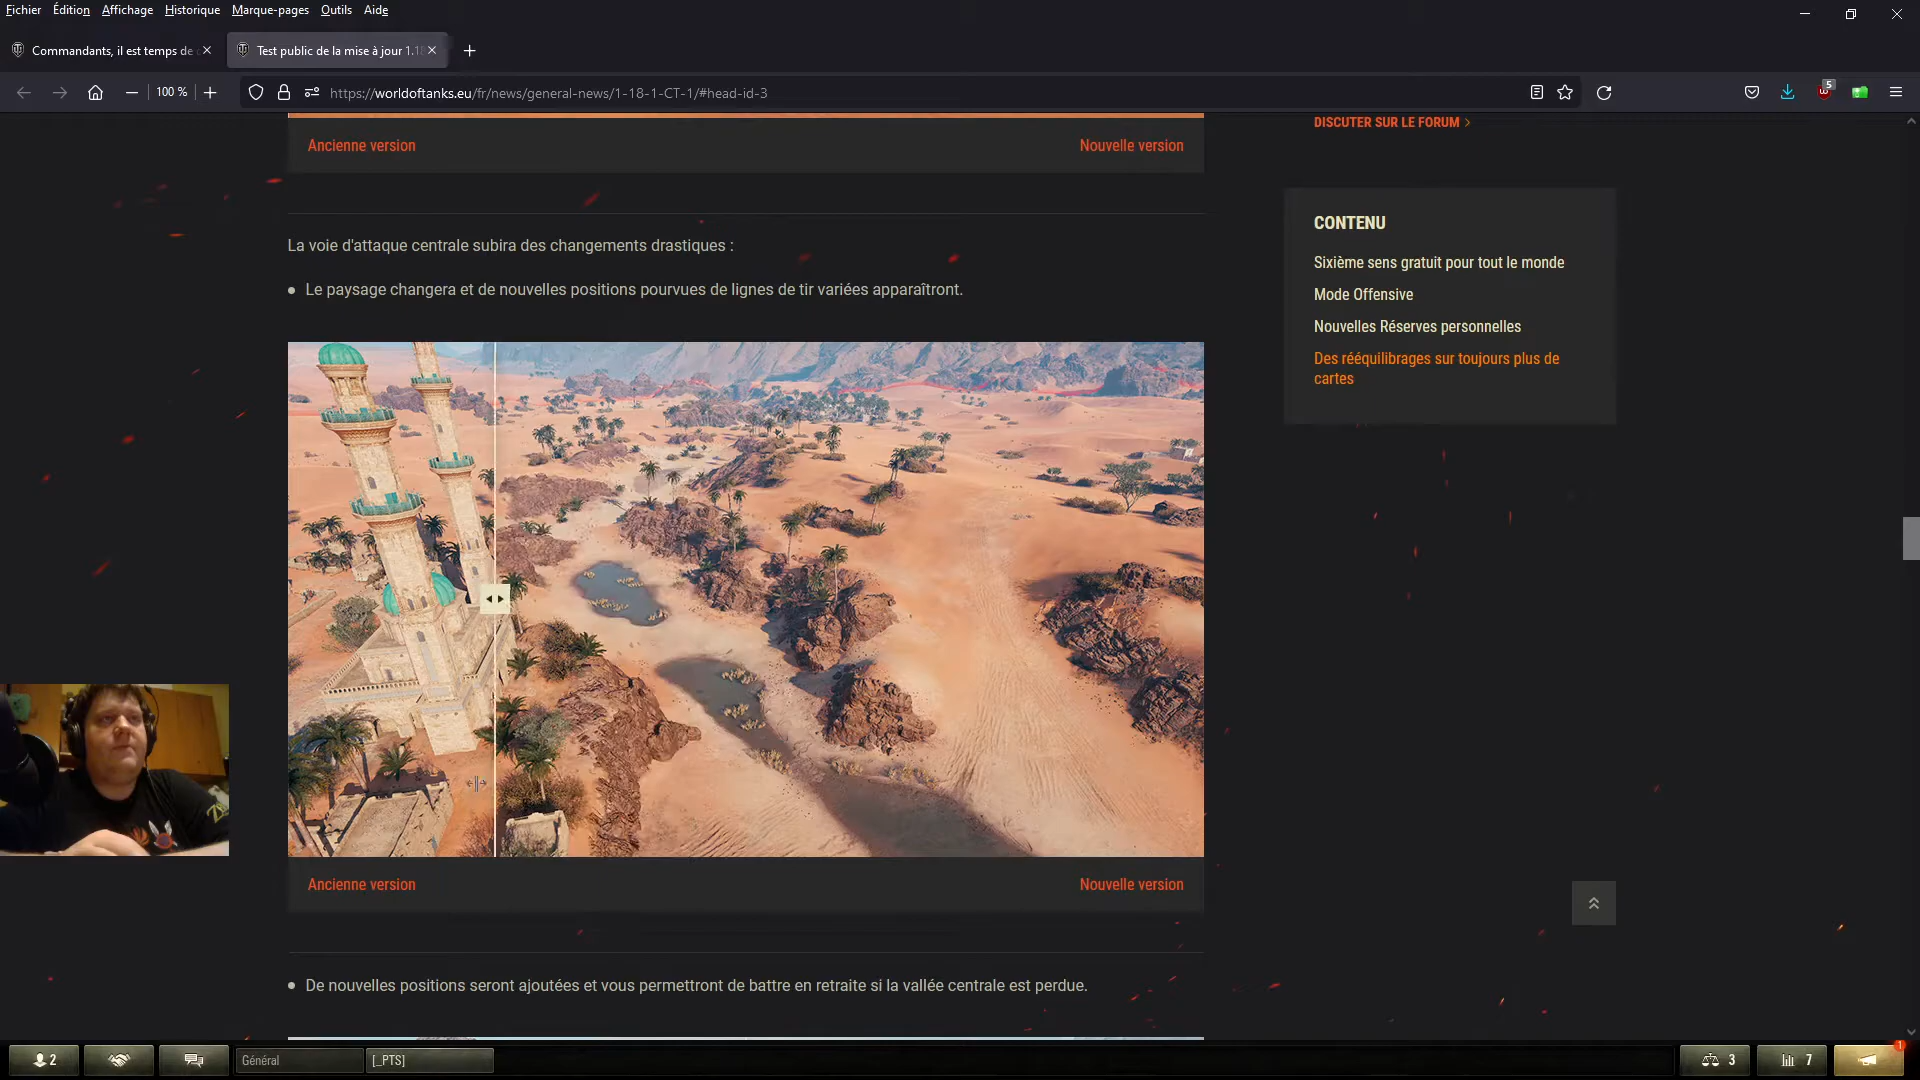 Fichier Édition Affichage Historique Marque-pages Outils Aide
Commandants, il est temps de
Test public de la mise à jour 1.18
100 %
https://worldoftanks.eu/fr/news/general-news/1-18-1-CT-1/#head-id-3
5
DISCUTER SUR LE FORUM
Ancienne version
Nouvelle version
CONTENU
Sixième sens gratuit pour tout le monde
Mode Offensive
Nouvelles Réserves personnelles
Des rééquilibrages sur toujours plus de
cartes
La voie d'attaque centrale subira des changements drastiques :
Le paysage changera et de nouvelles positions pourvues de lignes de tir variées apparaîtront.
Ancienne version
Nouvelle version
De nouvelles positions seront ajoutées et vous permettront de battre en retraite si la vallée centrale est perdue.
2
Général
[_PTS]
3
7
1